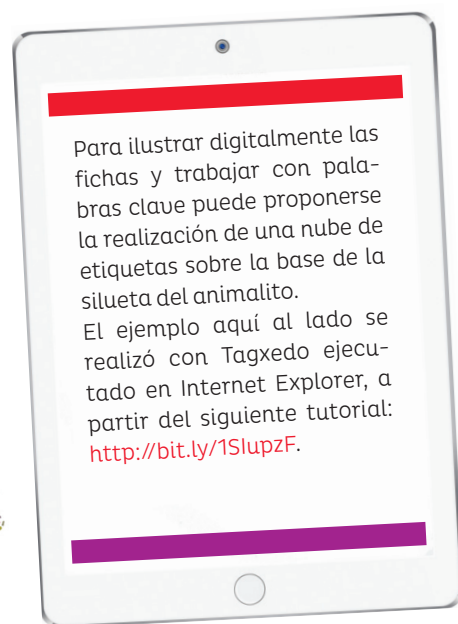 Para ilustrar digitalmente las
fichas y trabajar con pala-
bras clave puede proponerse
la realización de una nube de
etiquetas sobre la base de la
silueta del animalito.
El ejemplo aquí al lado se
realizó con Tagxedo ejecu-
tado en Internet Explorer, a
partir del siguiente tutorial:
http://bit.ly/1SIupzF.